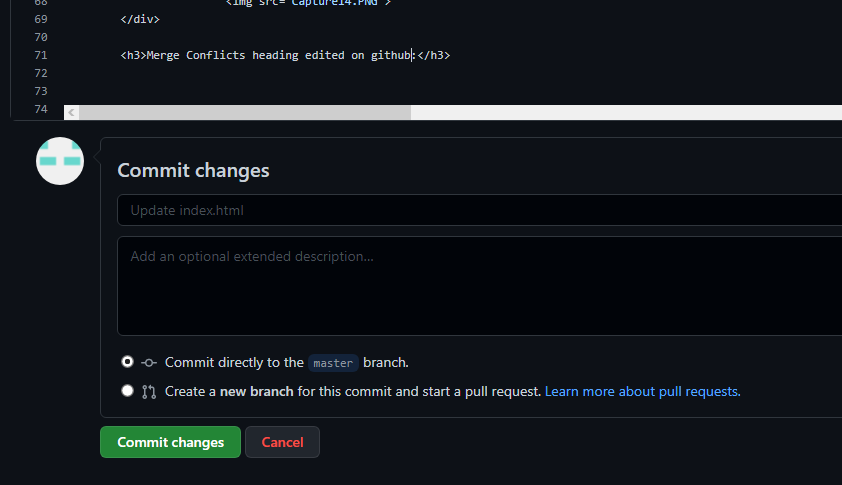 68 <img src="Capture14.PNG">
69 </div>
70
71 <h3>Merge Conflicts heading edited on github:</h3>
72
73
74
Commit changes
Update index.html
Add an optional extended description...
Commit directly to the master branch.
Create a new branch for this commit and start a pull request. Learn more about pull requests.
Commit changes Cancel